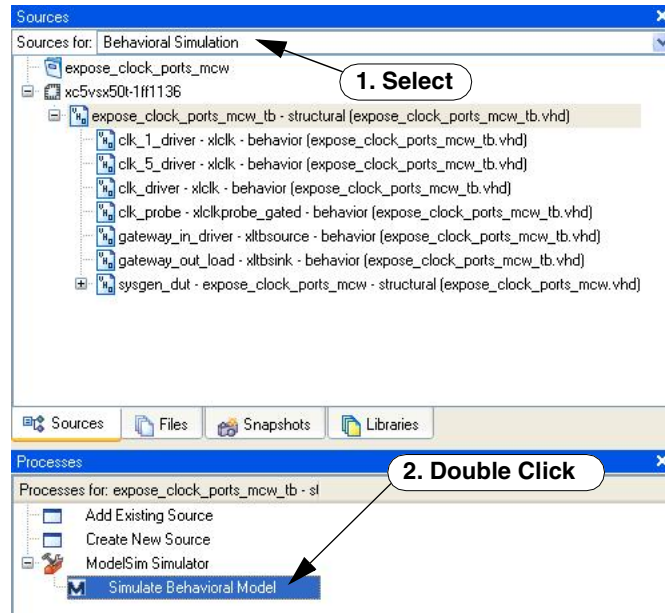 Sources
Sources for: Behavioral Simulation
expose_clock_ports_mcw
1. Select
xc5vsx50t-1ff1136
expose_clock_ports_mcw_tb - structural (expose_clock_ports_mcw_tb.vhd)
clk_1_driver - xlclk - behavior (expose_clock_ports_mcw_tb.vhd)
clk_5_driver - xlclk - behavior (expose_clock_ports_mcw_tb.vhd)
clk_driver - xlclk - behavior (expose_clock_ports_mcw_tb.vhd)
clk_probe - xlclkprobe_gated - behavior (expose_clock_ports_mcw_tb.vhd)
gateway_in_driver - xltbsource - behavior (expose_clock_ports_mcw_tb.vhd)
gateway_out_load - xltbsink - behavior (expose_clock_ports_mcw_tb.vhd)
sysgen_dut - expose_clock_ports_mcw - structural (expose_clock_ports_mcw.vhd)
Sources Files Snapshots Libraries
Processes
2. Double Click
Processes for: expose_clock_ports_mcw_tb - st
Add Existing Source
Create New Source
ModelSim Simulator
M Simulate Behavioral Model